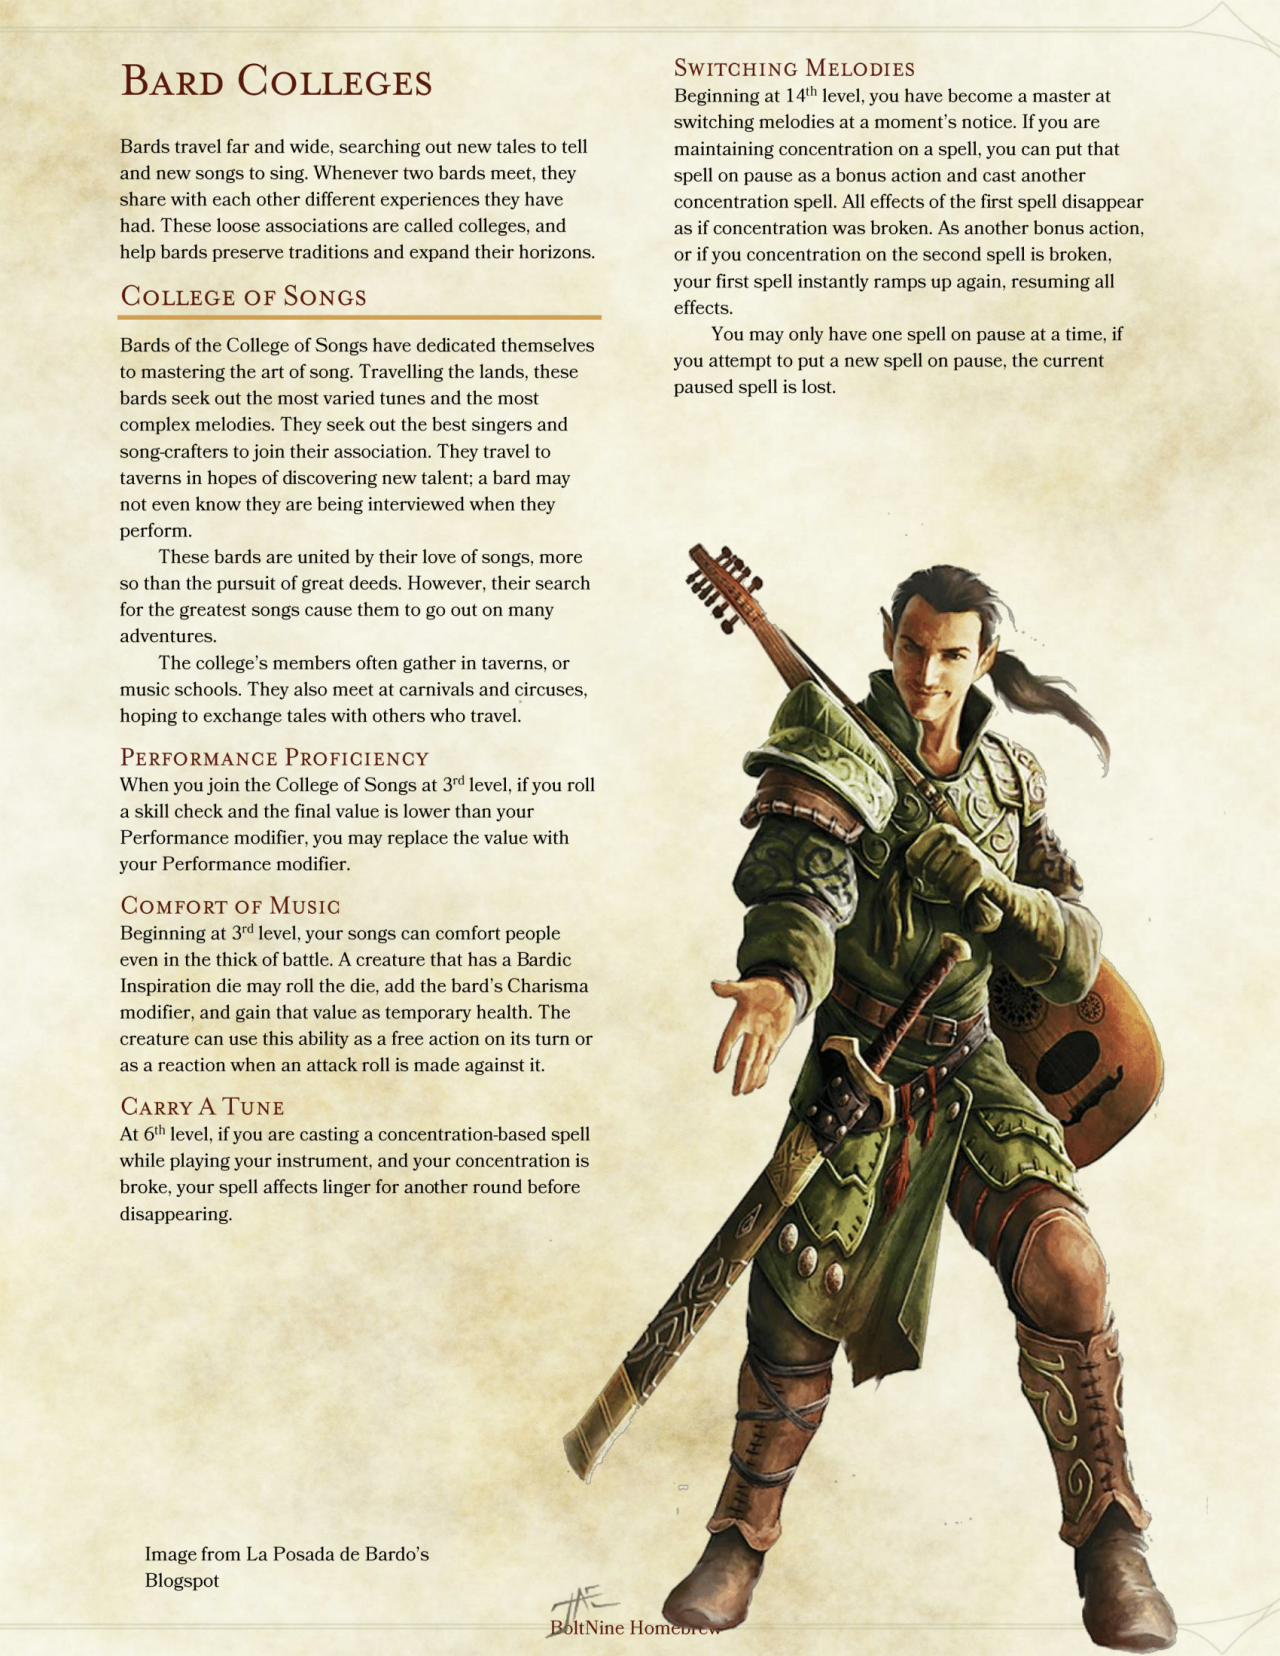 Bard Colleges
Bards travel far and wide, searching out new tales to tell
and new songs to sing. Whenever two bards meet, they
share with each other different experiences they have
had. These loose associations are called colleges, and
help bards preserve traditions and expand their horizons.
College of Songs
Bards of the College of Songs have dedicated themselves
to mastering the art of song. Travelling the lands, these
bards seek out the most varied tunes and the most
complex melodies. They seek out the best singers and
song-crafters to join their association. They travel to
taverns in hopes of discovering new talent; a bard may
not even know they are being interviewed when they
perform.
These bards are united by their love of songs, more
so than the pursuit of great deeds. However, their search
for the greatest songs cause them to go out on many
adventures.
The college's members often gather in taverns, or
music schools. They also meet at carnivals and circuses,
hoping to exchange tales with others who travel.
Performance Proficiency
When you join the College of Songs at 3rd level, if you roll
a skill check and the final value is lower than your
Performance modifier, you may replace the value with
your Performance modifier.
Comfort of Music
Beginning at 3rd level, your songs can comfort people
even in the thick of battle. A creature that has a Bardic
Inspiration die may roll the die, add the bard's Charisma
modifier, and gain that value as temporary health. The
creature can use this ability as a free action on its turn or
as a reaction when an attack roll is made against it.
Carry A Tune
At 6th level, if you are casting a concentration-based spell
while playing your instrument, and your concentration is
broke, your spell affects linger for another round before
disappearing.
Switching Melodies
Beginning at 14th level, you have become a master at
switching melodies at a moment's notice. If you are
maintaining concentration on a spell, you can put that
spell on pause as a bonus action and cast another
concentration spell. All effects of the first spell disappear
as if concentration was broken. As another bonus action,
or if you concentration on the second spell is broken,
your first spell instantly ramps up again, resuming all
effects.
You may only have one spell on pause at a time, if
you attempt to put a new spell on pause, the current
paused spell is lost.
Image from La Posada de Bardo's
Blogspot
BoltNine Homebrew